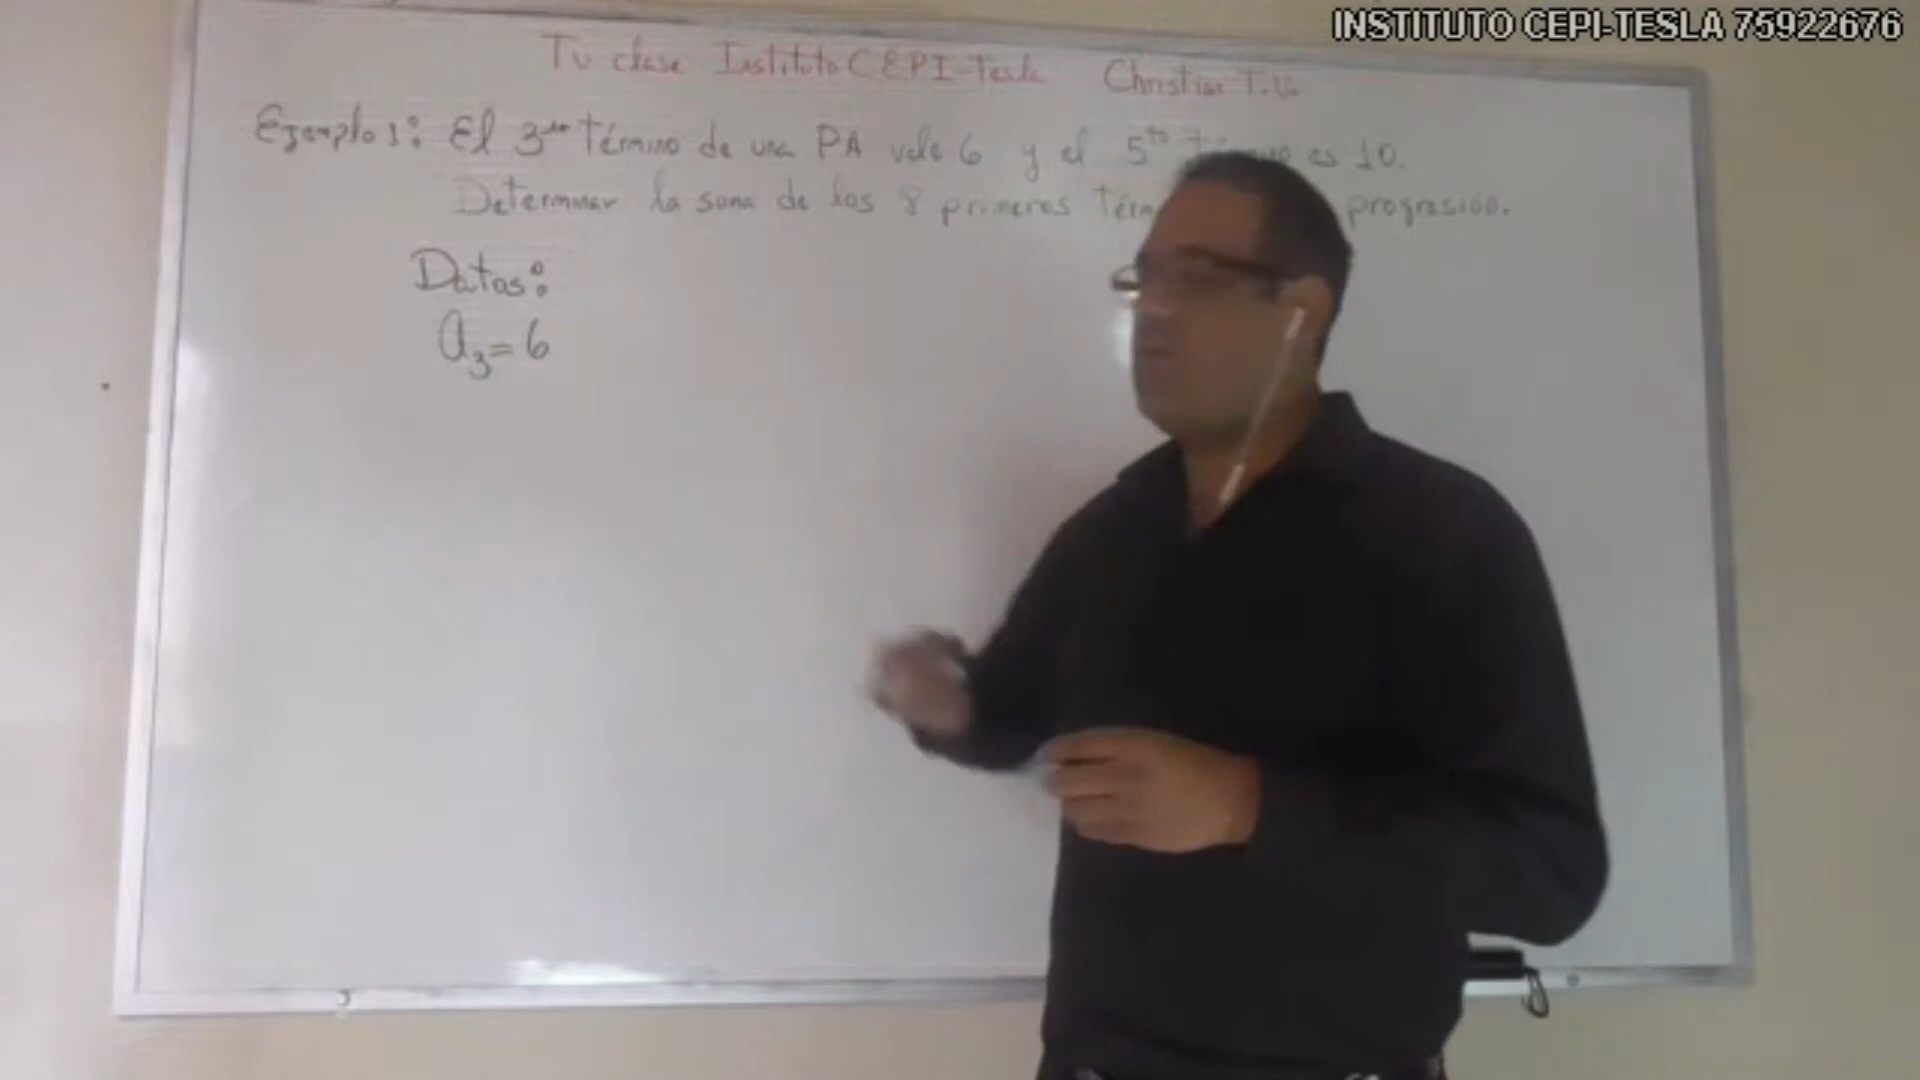 INSTITUTO CEPI-TESLA 75922676
Tu clase Instituto CEPI-Tesla Christian T.
Ejemplo 1: El 3er término de una PA vale 6 y el 5to es 10.
Determinar la suma de los 8 primeros progresión.
Datos:
a₃=6